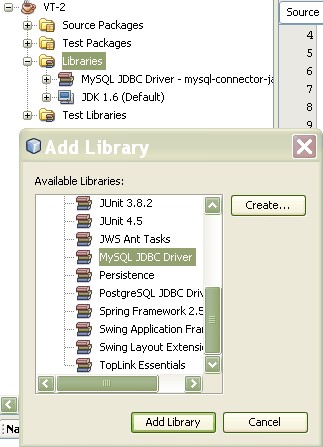 VT-2
Source
Source Packages
4
Test Packages
5
Libraries
6
MySQL JDBC Driver - mysql-connector-ja
7
JDK 1.6 (Default)
8
Test Libraries
9
Add Library
Available Libraries:
JUnit 3.8.2
Create...
JUnit 4.5
JWS Ant Tasks
MySQL JDBC Driver
Persistence
PostgreSQL JDBC Driv
Spring Framework 2.5
Swing Application Fra
Swing Layout Extensi
TopLink Essentials
Add Library
Cancel
Na